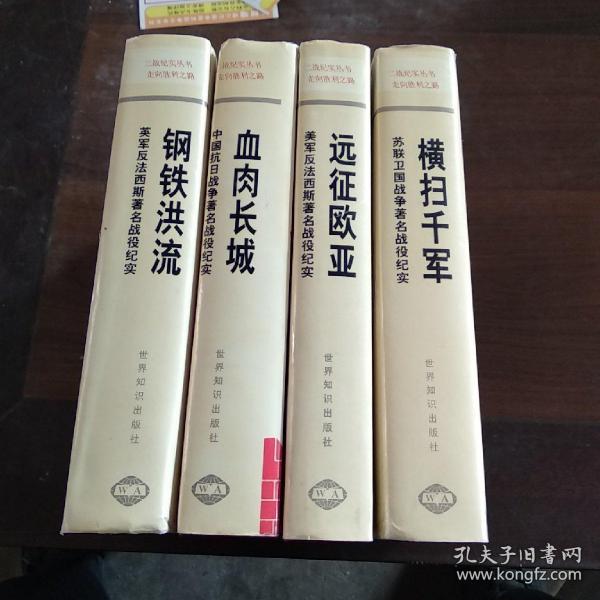 二战纪实丛书
走向胜利之路
钢铁洪流
英军反法西斯著名战役纪实
世界知识出版社
WA
二战纪实丛书
走向胜利之路
血肉长城
中国抗日战争著名战役纪实
世界知识出版社
WA
二战纪实丛书
走向胜利之路
远征欧亚
美军反法西斯著名战役纪实
世界知识出版社
WA
二战纪实丛书
走向胜利之路
横扫千军
苏联卫国战争著名战役纪实
世界知识出版社
WA
孔夫子旧书网
www.kongfz.com